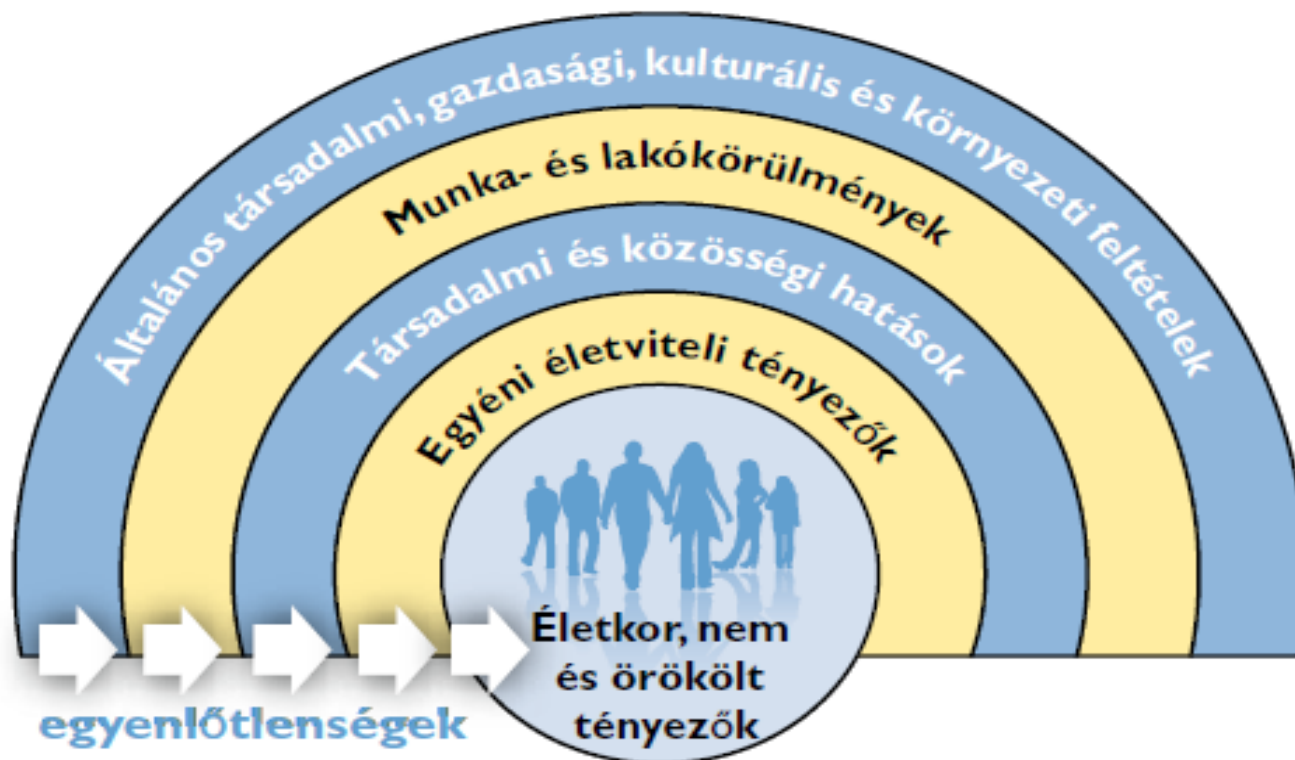 Általános társadalmi, gazdasági, kulturális és környezeti feltételek
Munka- és lakókörülmények
Társadalmi és közösségi hatások
Egyéni életviteli tényezők
Életkor, nem
és örökölt
tényezők
egyenlőtlenségek